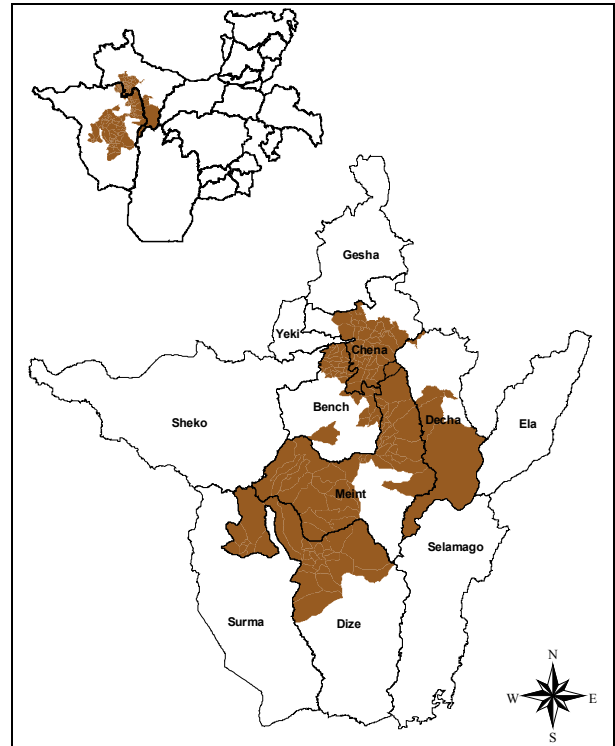 Gesha
Yeki
Chena
Bench
Decha
Ela
Sheko
Meint
Selamago
Surma
Dize
N
W E
S